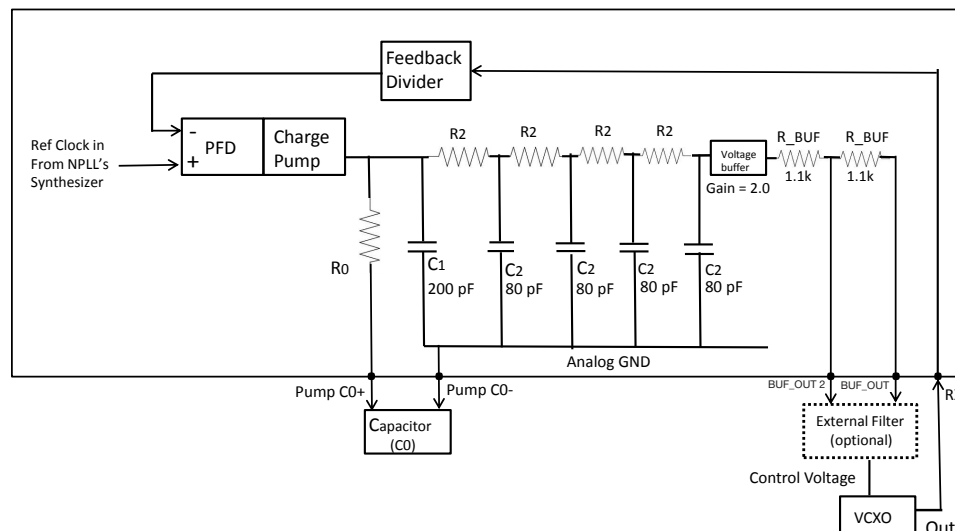 Feedback
Divider
Ref Clock in
From NPLL's
Synthesizer
-
+
PFD
Charge
Pump
R2
R2
R2
R2
Voltage
buffer
Gain = 2.0
R_BUF
1.1k
R_BUF
1.1k
R0
C1
200 pF
C2
80 pF
C2
80 pF
C2
80 pF
C2
80 pF
Analog GND
Pump C0+
Pump C0-
Capacitor
(C0)
BUF_OUT 2
BUF_OUT
External Filter
(optional)
Control Voltage
VCXO
Out